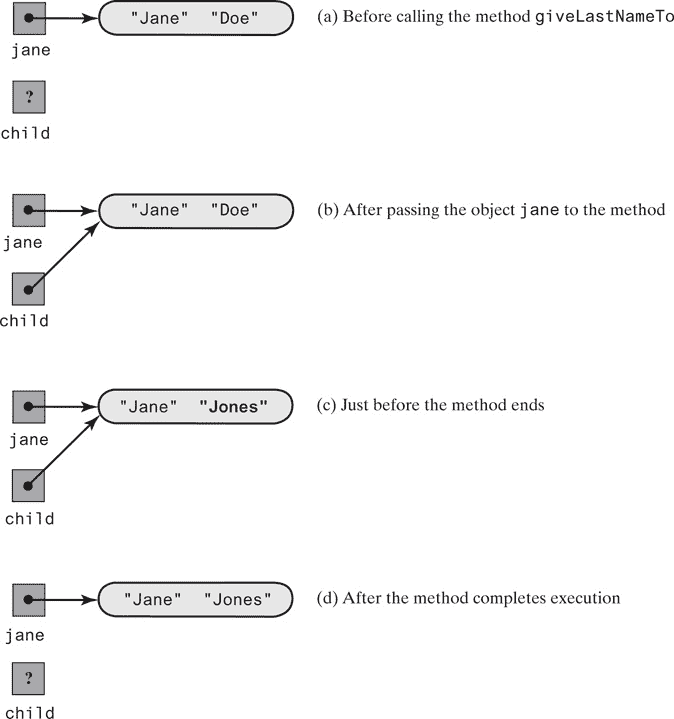 "Jane" "Doe" (a) Before calling the method giveLastNameTo
jane
?
child
"Jane" "Doe" (b) After passing the object jane to the method
jane
child
"Jane" "Jones" (c) Just before the method ends
jane
child
"Jane" "Jones" (d) After the method completes execution
jane
?
child